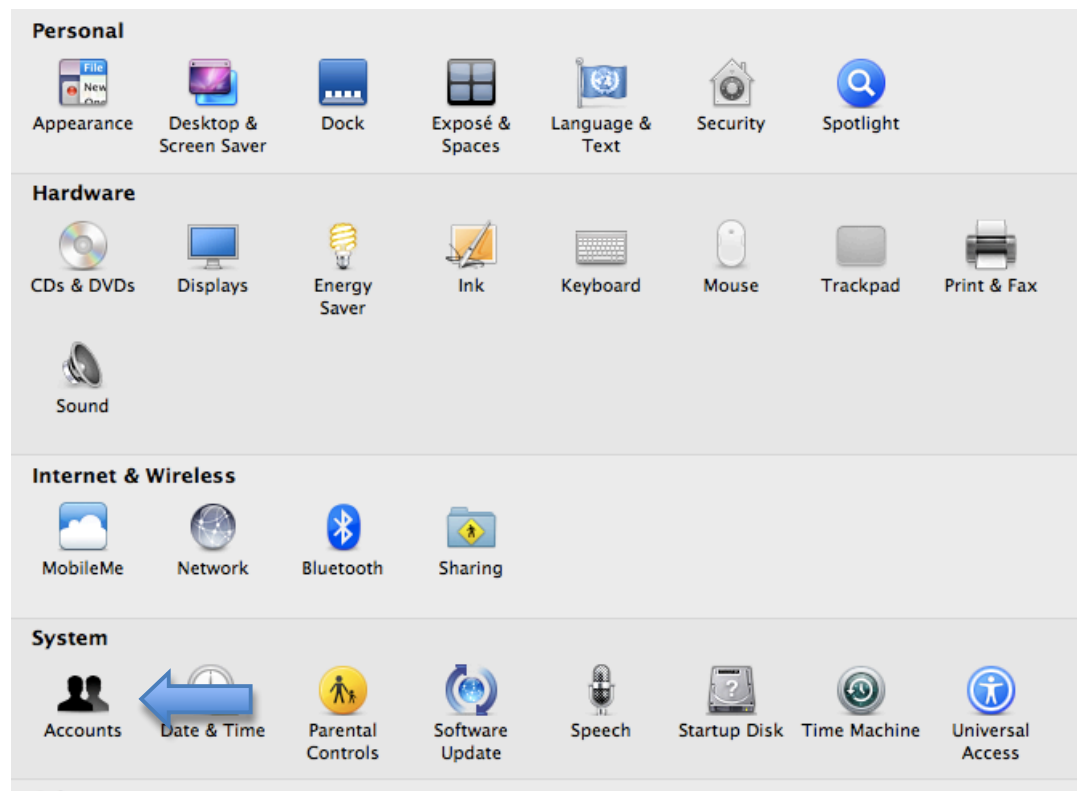 Personal
File
New
One
Appearance
Desktop &
Screen Saver
Dock
Exposé &
Spaces
Language &
Text
Security
Spotlight
Hardware
CDs & DVDs
Displays
Energy
Saver
Ink
Keyboard
Mouse
Trackpad
Print & Fax
Sound
Internet & Wireless
MobileMe
Network
Bluetooth
Sharing
System
?
Accounts
Date & Time
Parental
Controls
Software
Update
Speech
Startup Disk
Time Machine
Universal
Access